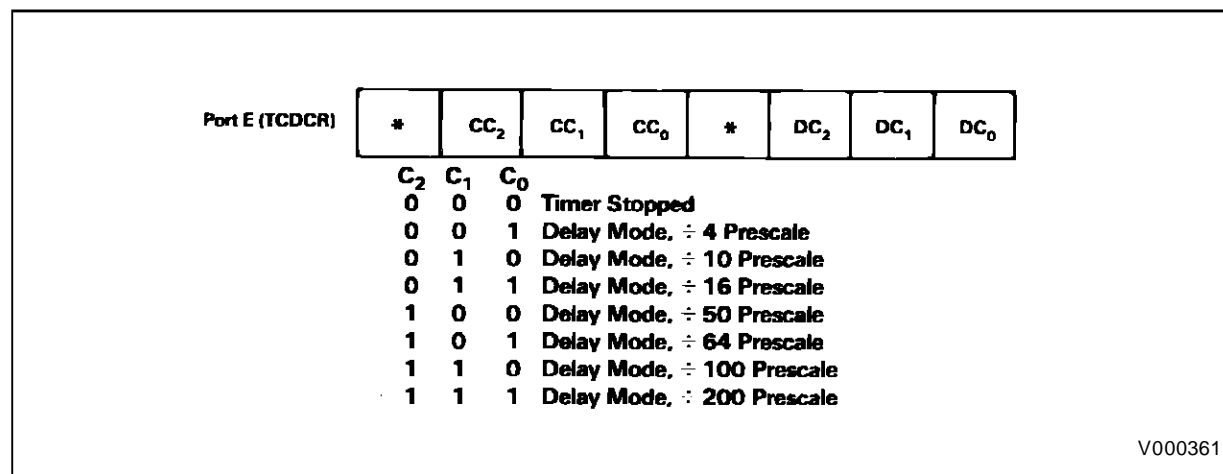 Port E (TCDCR) * CC₂ CC₁ CC₀ * DC₂ DC₁ DC₀
C₂ C₁ C₀
0 0 0 Timer Stopped
0 0 1 Delay Mode, ÷ 4 Prescale
0 1 0 Delay Mode, ÷ 10 Prescale
0 1 1 Delay Mode, ÷ 16 Prescale
1 0 0 Delay Mode, ÷ 50 Prescale
1 0 1 Delay Mode, ÷ 64 Prescale
1 1 0 Delay Mode, ÷ 100 Prescale
1 1 1 Delay Mode, ÷ 200 Prescale
V000361